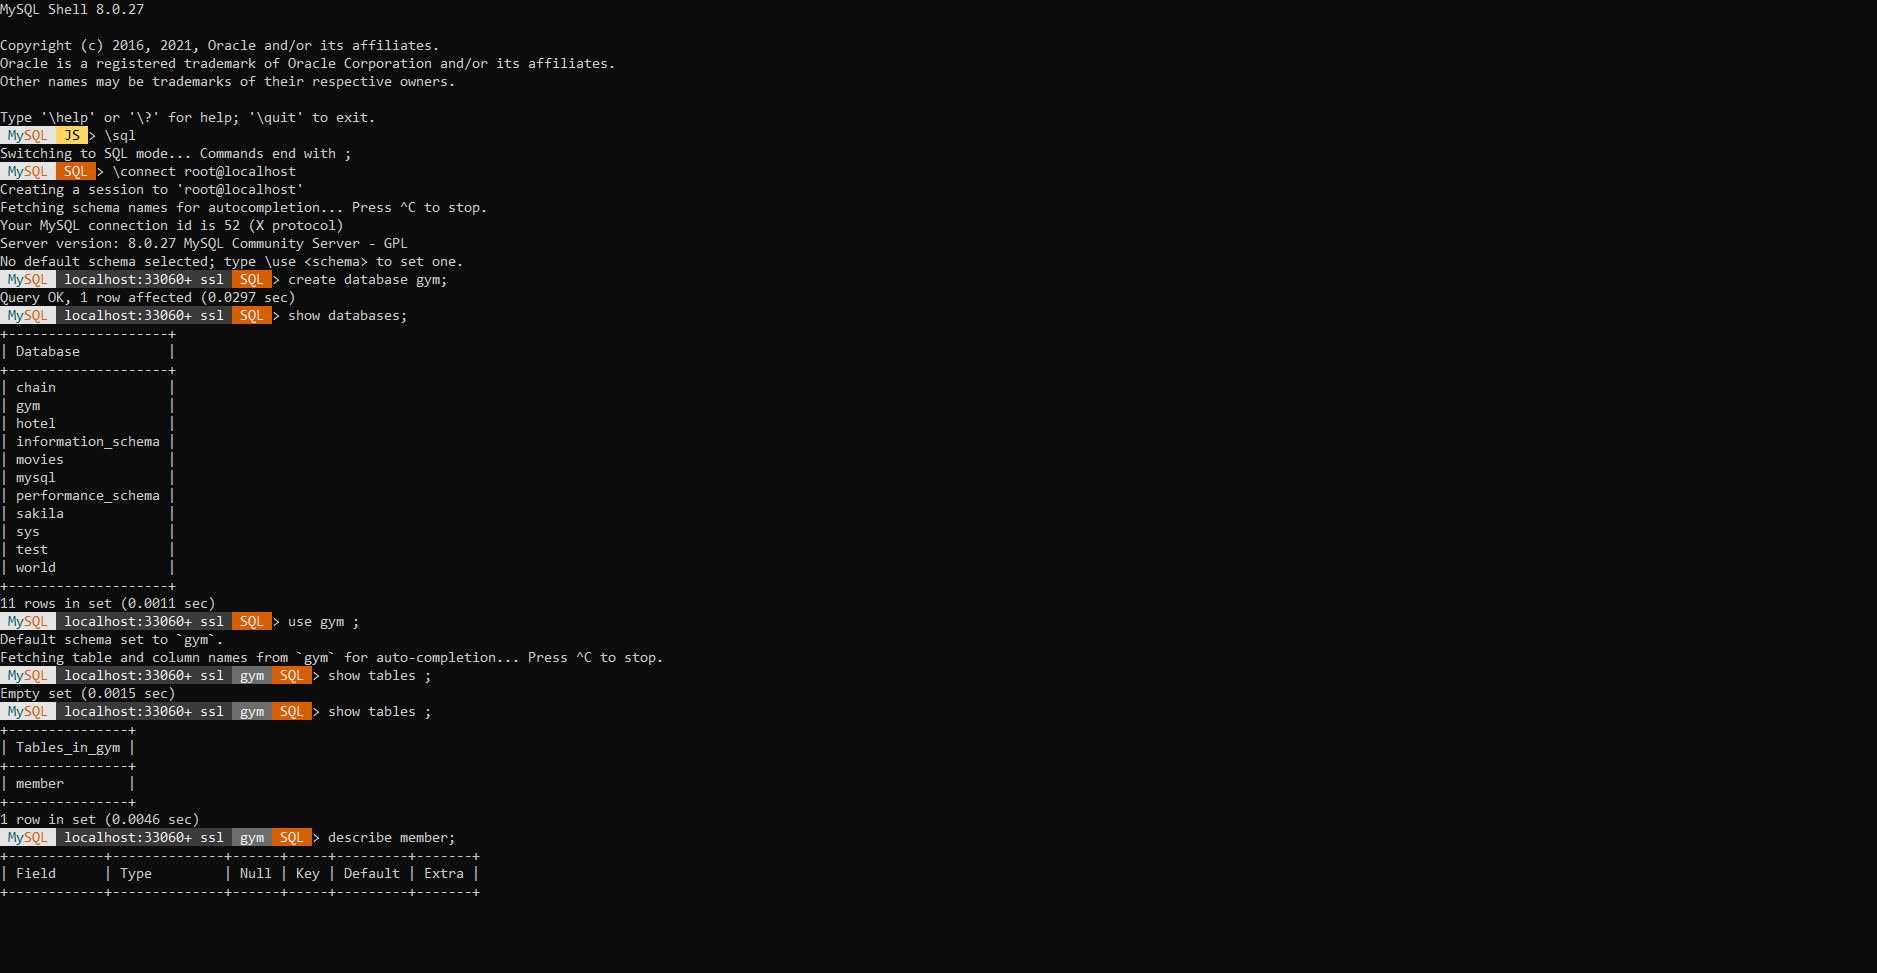 MySQL Shell 8.0.27
Copyright (c) 2016, 2021, Oracle and/or its affiliates.
Oracle is a registered trademark of Oracle Corporation and/or its affiliates.
Other names may be trademarks of their respective owners.
Type '\help' or '\?' for help; '\quit' to exit.
MySQL JS > \sql
Switching to SQL mode... Commands end with ;
MySQL SQL > \connect root@localhost
Creating a session to 'root@localhost'
Fetching schema names for autocompletion... Press ^C to stop.
Your MySQL connection id is 52 (X protocol)
Server version: 8.0.27 MySQL Community Server - GPL
No default schema selected; type \use <schema> to set one.
MySQL localhost:33060+ ssl SQL > create database gym;
Query OK, 1 row affected (0.0297 sec)
MySQL localhost:33060+ ssl SQL > show databases;
+--------------------+
| Database           |
+--------------------+
| chain              |
| gym                |
| hotel              |
| information_schema |
| movies             |
| mysql              |
| performance_schema |
| sakila             |
| sys                |
| test               |
| world              |
+--------------------+
11 rows in set (0.0011 sec)
MySQL localhost:33060+ ssl SQL > use gym ;
Default schema set to `gym`.
Fetching table and column names from `gym` for auto-completion... Press ^C to stop.
MySQL localhost:33060+ ssl gym SQL > show tables ;
Empty set (0.0015 sec)
MySQL localhost:33060+ ssl gym SQL > show tables ;
+---------------+
| Tables_in_gym |
+---------------+
| member        |
+---------------+
1 row in set (0.0046 sec)
MySQL localhost:33060+ ssl gym SQL > describe member;
+------------+--------------+------+-----+---------+-------+
| Field      | Type         | Null | Key | Default | Extra |
+------------+--------------+------+-----+---------+-------+